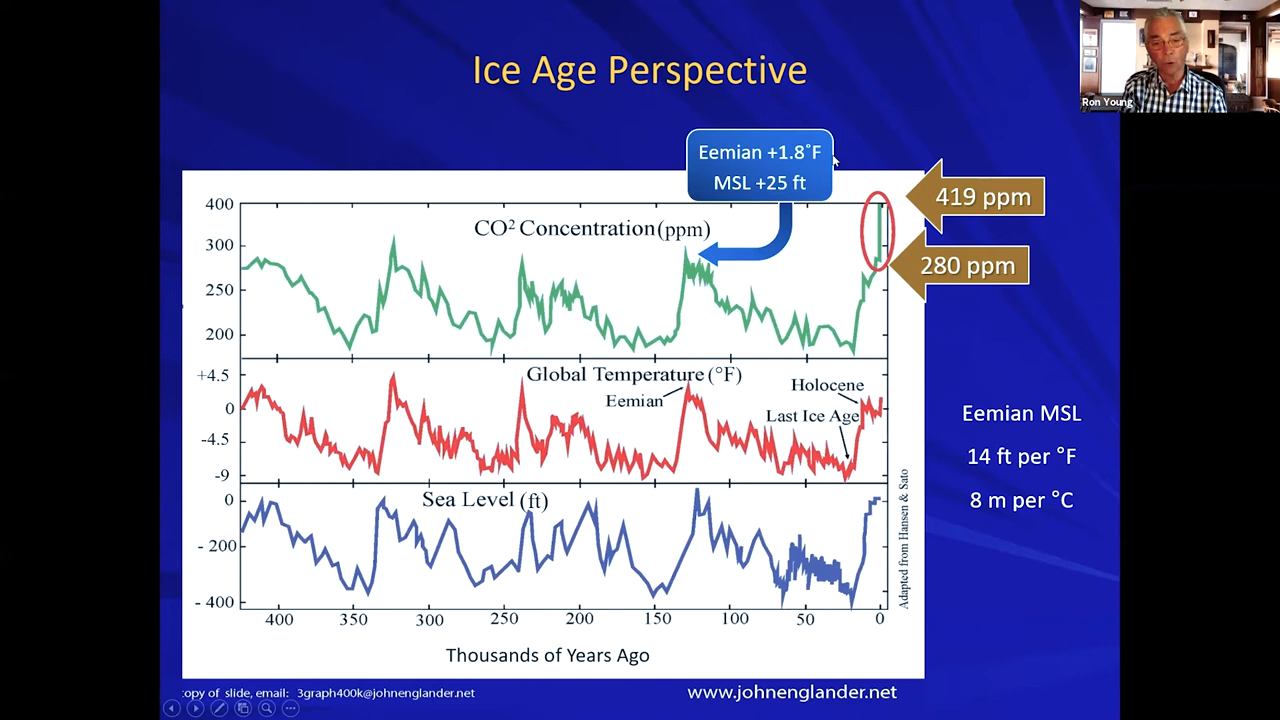 Ice Age Perspective
Ron Young
Eemian +1.8˚F
MSL +25 ft
419 ppm
280 ppm
CO² Concentration (ppm)
400
300
250
200
Global Temperature (°F)
+4.5
0
-4.5
-9
Eemian
Holocene
Last Ice Age
Sea Level (ft)
0
- 200
- 400
400
350
300
250
200
150
100
50
0
Thousands of Years Ago
Adapted from Hansen & Sato
Eemian MSL
14 ft per °F
8 m per °C
opy of slide, email: 3graph400k@johnenglander.net
www.johnenglander.net